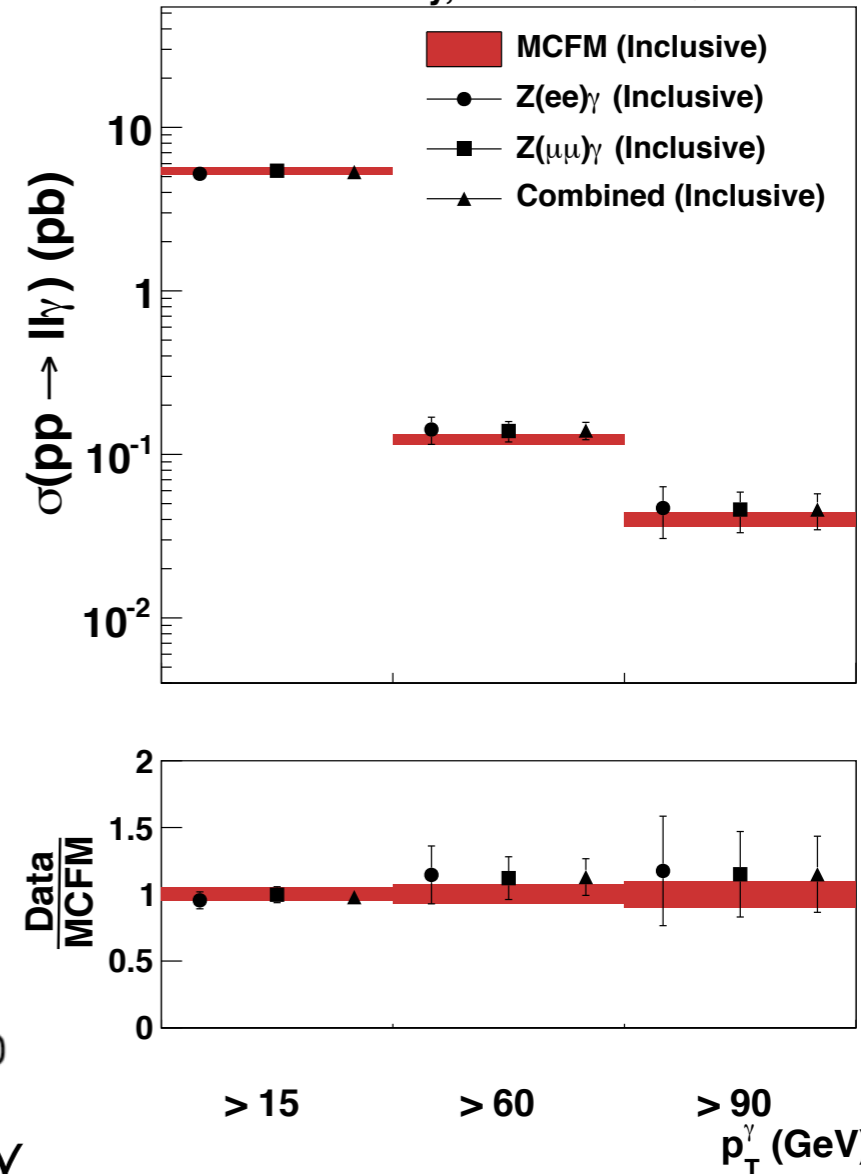 MCFM (Inclusive)
Z(ee)γ (Inclusive)
Z(μμ)γ (Inclusive)
Combined (Inclusive)
σ(pp → llγ) (pb)
10
1
10⁻¹
10⁻²
Data
MCFM
2
1.5
1
0.5
0
> 15 > 60 > 90
p_T^γ (GeV)